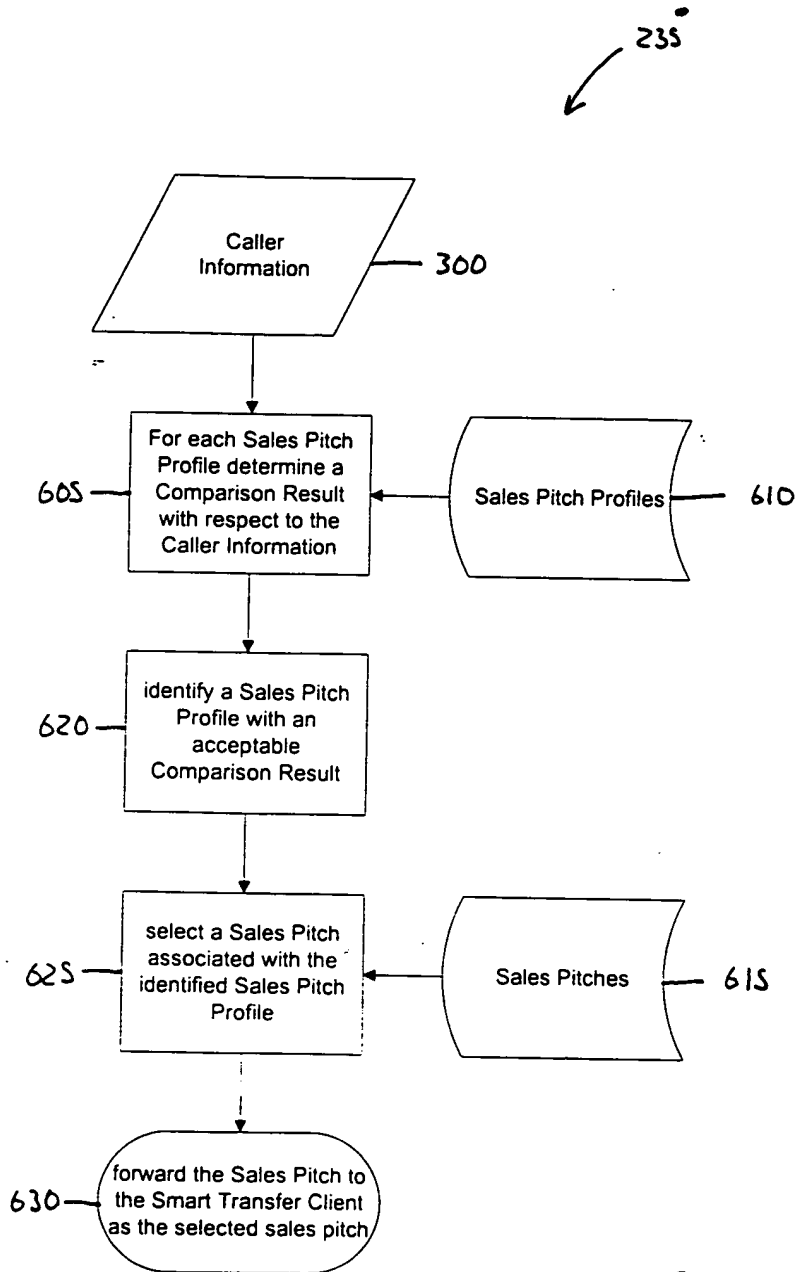 235
Caller
Information
300
For each Sales Pitch
Profile determine a
Comparison Result
with respect to the
Caller Information
605
Sales Pitch Profiles
610
identify a Sales Pitch
Profile with an
acceptable
Comparison Result
620
select a Sales Pitch
associated with the
identified Sales Pitch
Profile
625
Sales Pitches
615
forward the Sales Pitch to
the Smart Transfer Client
as the selected sales pitch
630